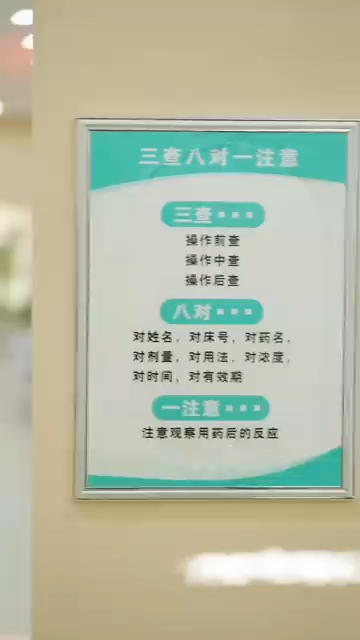 三查八对一注意
三查
操作前查
操作中查
操作后查
八对
对姓名，对床号，对药名，
对剂量，对用法，对浓度，
对时间，对有效期
一注意
注意观察用药后的反应